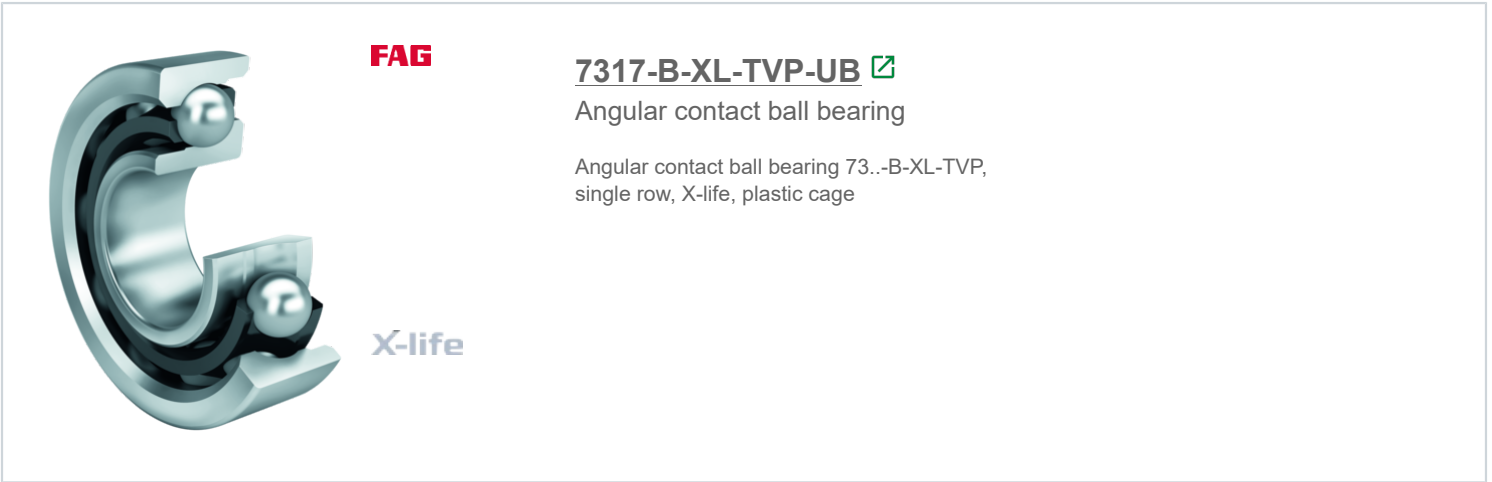 FAG
7317-B-XL-TVP-UB
Angular contact ball bearing
Angular contact ball bearing 73..-B-XL-TVP,
single row, X-life, plastic cage
X-life